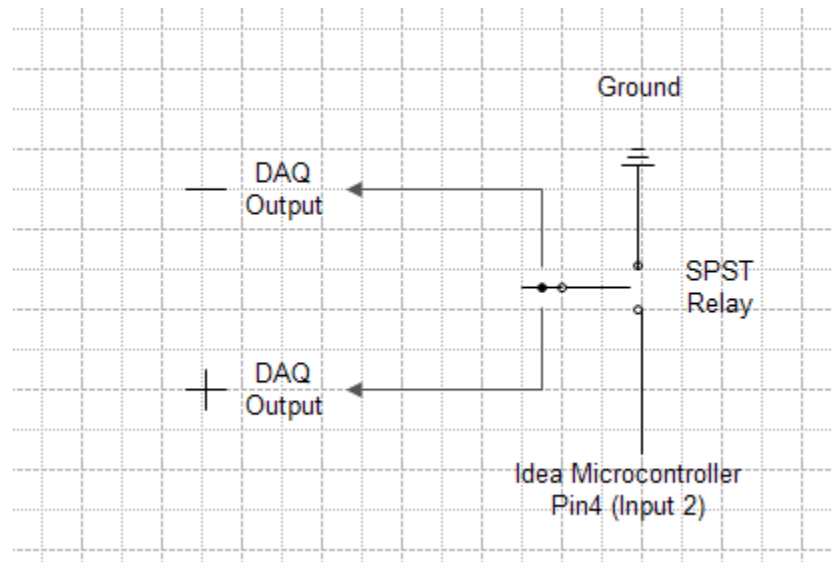 Ground
DAQ
Output
SPST
Relay
DAQ
Output
Idea Microcontroller
Pin4 (Input 2)